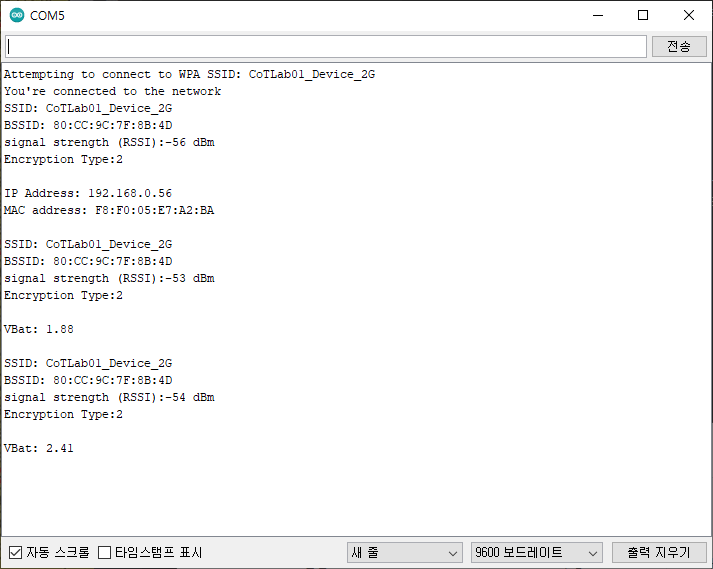 COM5
전송
Attempting to connect to WPA SSID: CoTLab01_Device_2G
You're connected to the network
SSID: CoTLab01_Device_2G
BSSID: 80:CC:9C:7F:8B:4D
signal strength (RSSI):-56 dBm
Encryption Type:2
IP Address: 192.168.0.56
MAC address: F8:F0:05:E7:A2:BA
SSID: CoTLab01_Device_2G
BSSID: 80:CC:9C:7F:8B:4D
signal strength (RSSI):-53 dBm
Encryption Type:2
VBat: 1.88
SSID: CoTLab01_Device_2G
BSSID: 80:CC:9C:7F:8B:4D
signal strength (RSSI):-54 dBm
Encryption Type:2
VBat: 2.41
자동 스크롤 타임스탬프 표시 새 줄 9600 보드레이트 출력 지우기